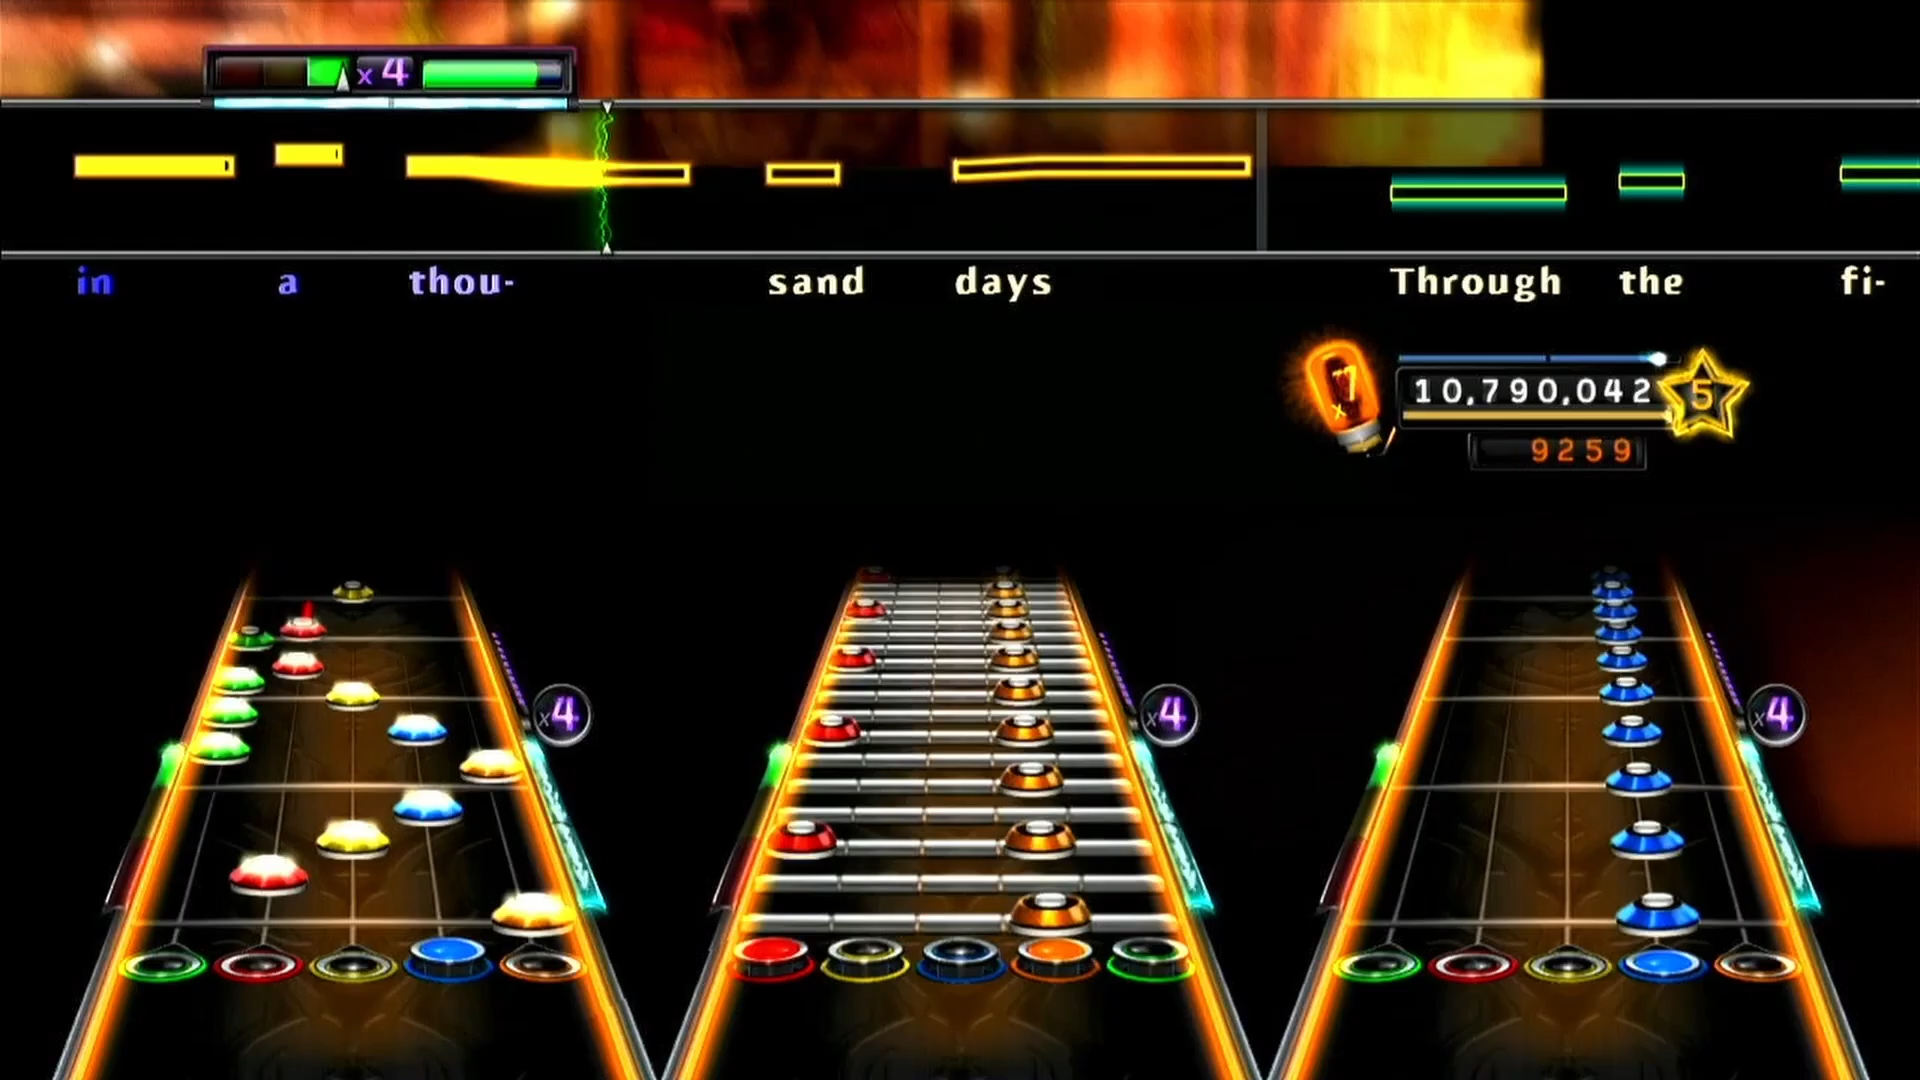 x4
in a thou- sand days Through the fi-
x7
10,790,042
5
9259
x4
x4
x4